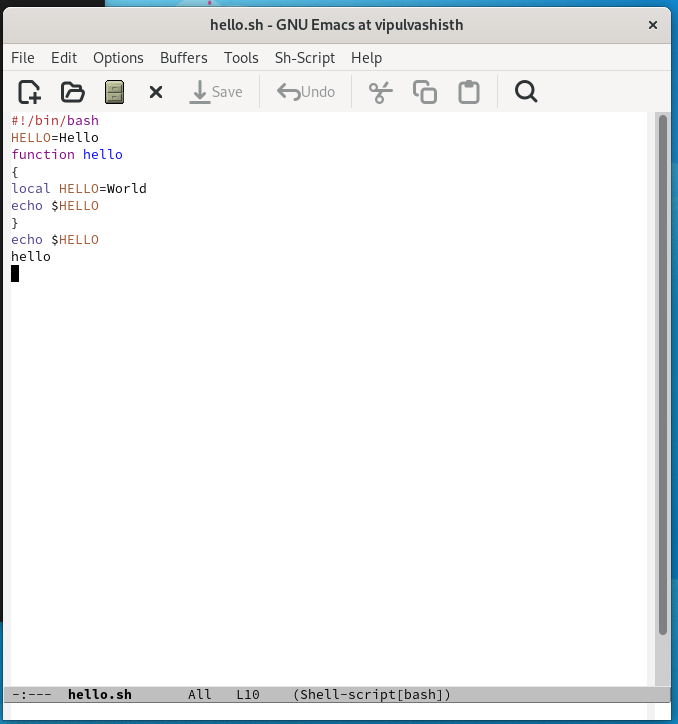 hello.sh - GNU Emacs at vipulvashisth
File Edit Options Buffers Tools Sh-Script Help
Save Undo
#!/bin/bash
HELLO=Hello
function hello
{
local HELLO=World
echo $HELLO
}
echo $HELLO
hello
-:--- hello.sh All L10 (Shell-script[bash])